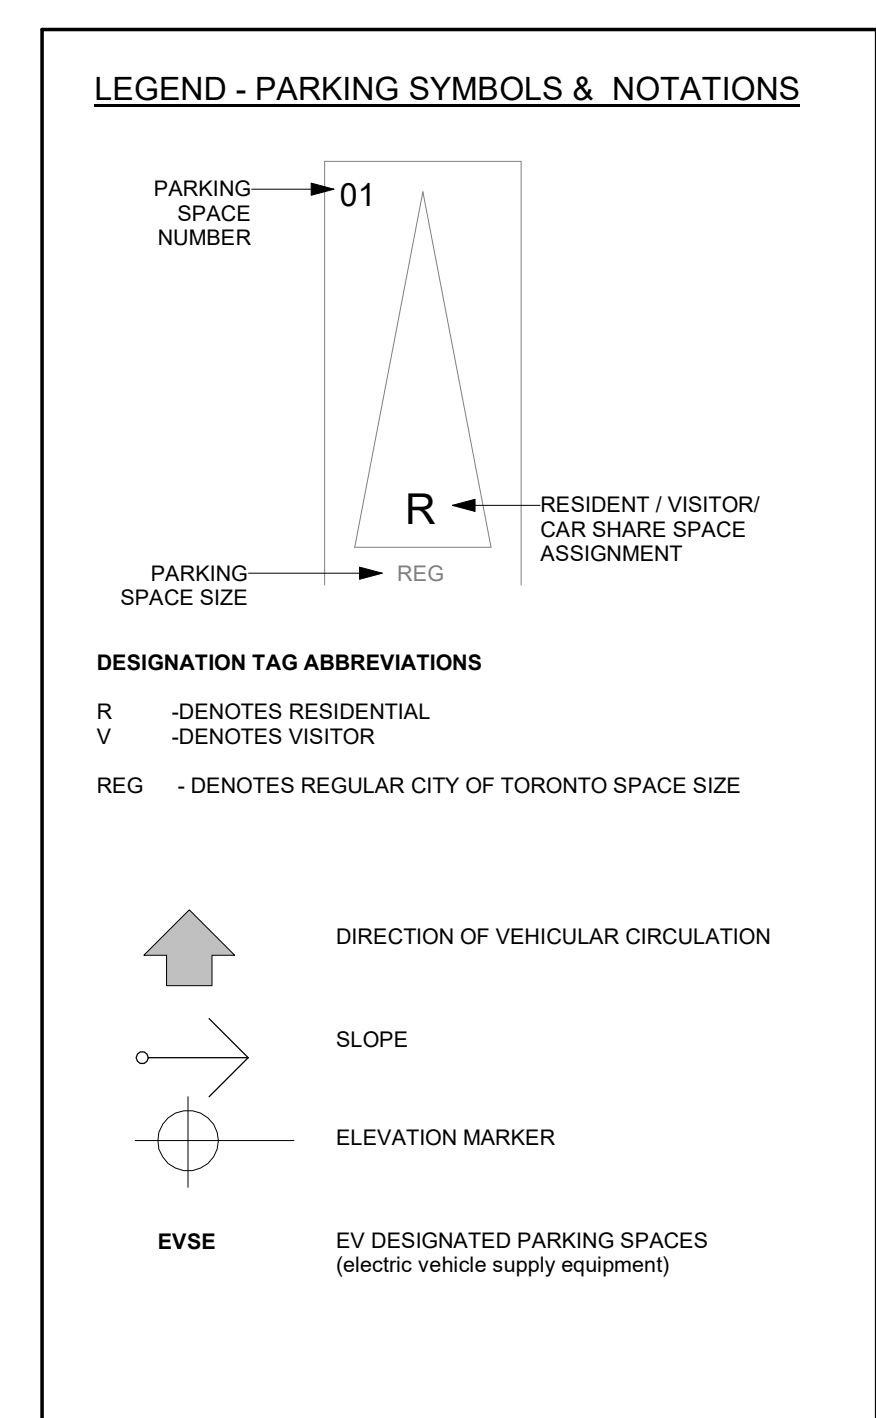 LEGEND - PARKING SYMBOLS & NOTATIONS
PARKING
SPACE
NUMBER
01
R
RESIDENT / VISITOR/
CAR SHARE SPACE
ASSIGNMENT
PARKING
SPACE SIZE
REG
DESIGNATION TAG ABBREVIATIONS
R -DENOTES RESIDENTIAL
V -DENOTES VISITOR
REG - DENOTES REGULAR CITY OF TORONTO SPACE SIZE
DIRECTION OF VEHICULAR CIRCULATION
SLOPE
ELEVATION MARKER
EVSE EV DESIGNATED PARKING SPACES
(electric vehicle supply equipment)